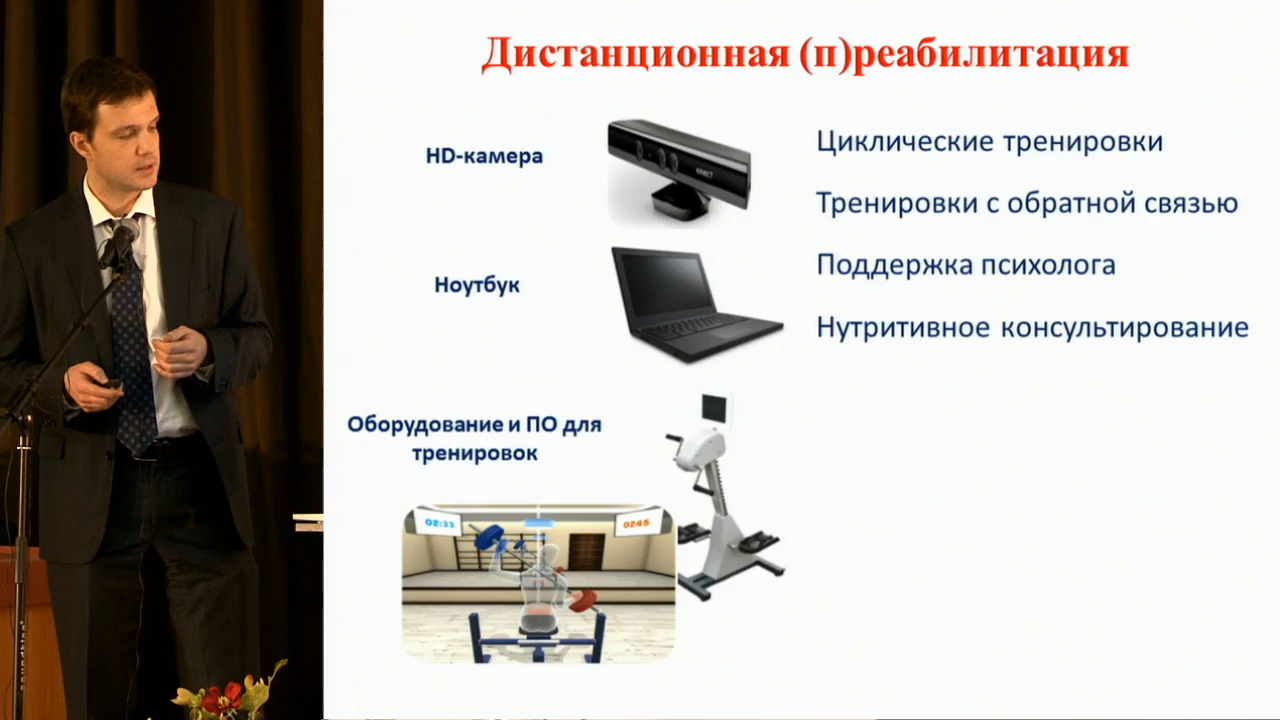 Дистанционная (п)реабилитация
HD-камера
KINECT
Ноутбук
Оборудование и ПО для
тренировок
02:33
02:45
Циклические тренировки
Тренировки с обратной связью
Поддержка психолога
Нутритивное консультирование